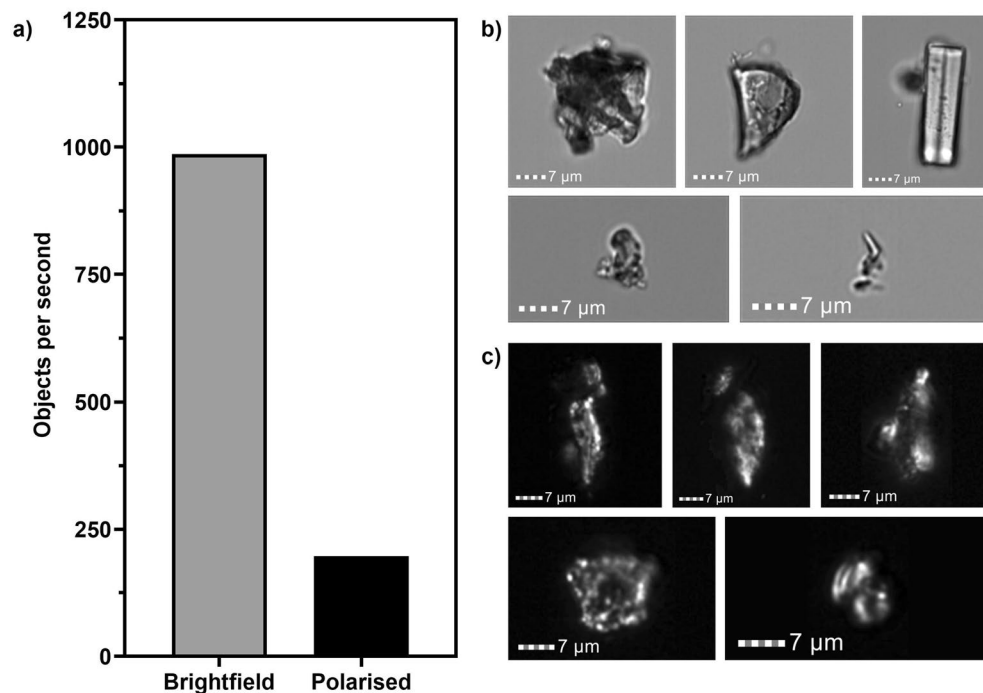 a)
1250
1000
750
500
250
0
Objects per second
Brightfield Polarised
b)
7 µm
7 µm
7 µm
7 µm
7 µm
c)
7 µm
7 µm
7 µm
7 µm
7 µm